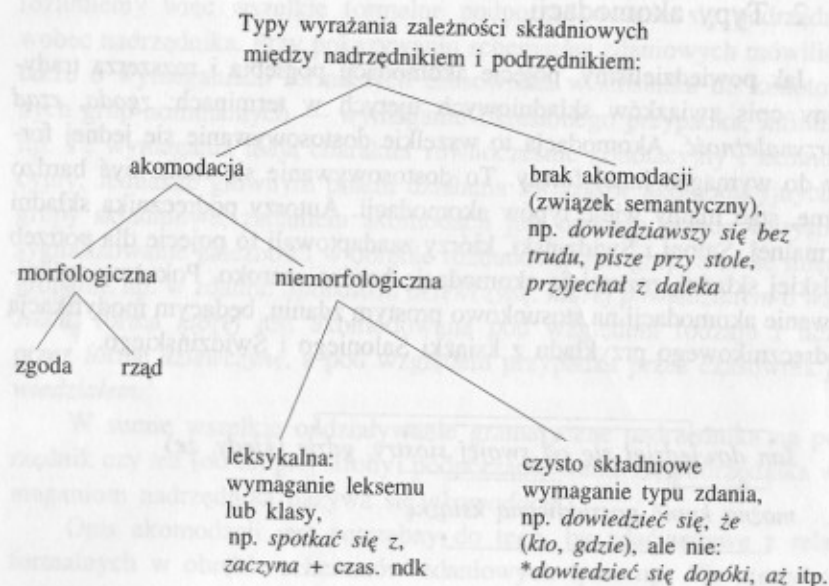 Typy wyrażania zależności składniowych
między nadrzędnikiem i podrzędnikiem:
akomodacja
brak akomodacji
(związek semantyczny),
np. dowiedziawszy się bez
trudu, pisze przy stole,
przyjechał z daleka
morfologiczna
niemorfologiczna
zgoda
rząd
leksykalna:
wymaganie leksemu
lub klasy,
np. spotkać się z,
zaczyna + czas. ndk
czysto składniowe
wymaganie typu zdania,
np. dowiedzieć się, że
(kto, gdzie), ale nie:
*dowiedzieć się dopóki, aż itp.